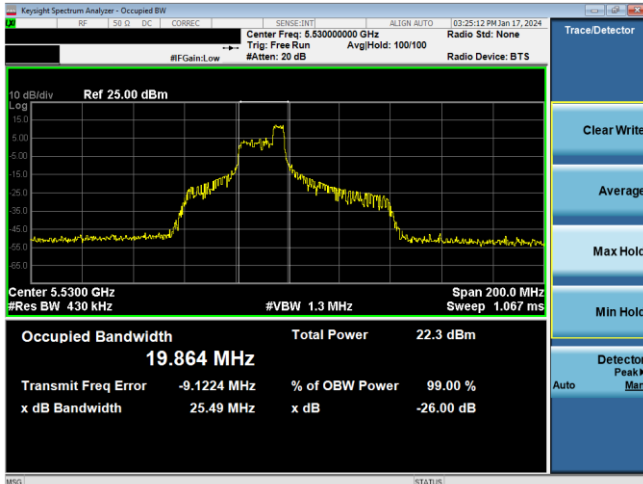 Keysight Spectrum Analyzer - Occupied BW
LXI RF 50 Ω DC CORREC SENSE:INT ALIGN AUTO 03:25:12 PM Jan 17, 2024
Center Freq: 5.530000000 GHz Radio Std: None
Trig: Free Run Avg|Hold: 100/100
#IFGain:Low #Atten: 20 dB Radio Device: BTS
10 dB/div Ref 25.00 dBm
Log
15.0
5.00
-5.00
-15.0
-25.0
-35.0
-45.0
-55.0
-65.0
Center 5.5300 GHz Span 200.0 MHz
#Res BW 430 kHz #VBW 1.3 MHz Sweep 1.067 ms
Occupied Bandwidth Total Power 22.3 dBm
19.864 MHz
Transmit Freq Error -9.1224 MHz % of OBW Power 99.00 %
x dB Bandwidth 25.49 MHz x dB -26.00 dB
MSG STATUS
Trace/Detector
Clear Write
Average
Max Hold
Min Hold
Detector
Peak▶
Auto Man